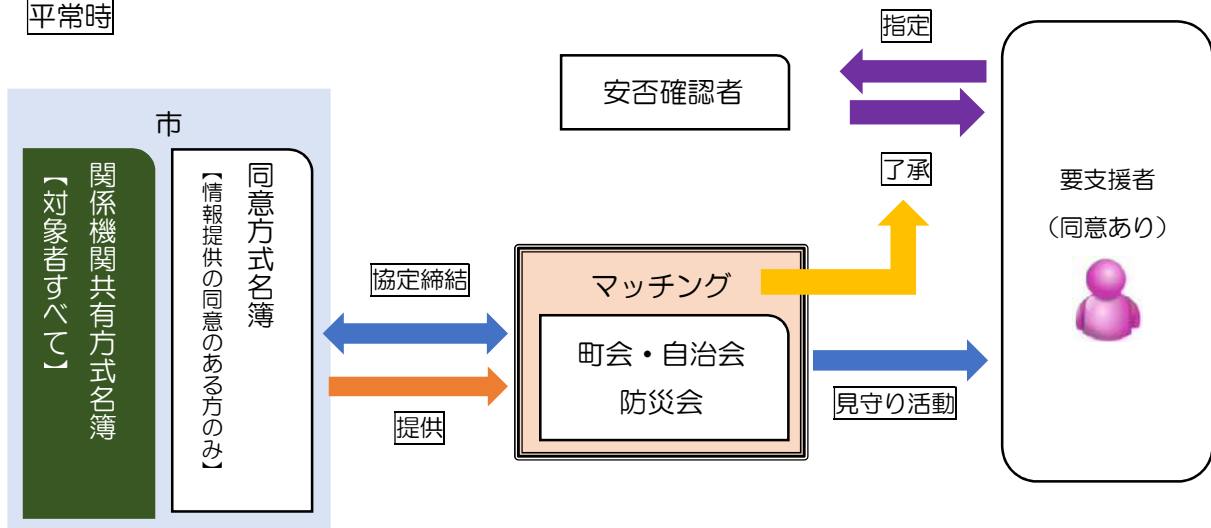 平常時
市
関係機関共有方式名簿
【対象者すべて】
同意方式名簿
【情報提供の同意のある方のみ】
協定締結
提供
マッチング
町会・自治会
防災会
安否確認者
指定
了承
見守り活動
要支援者
（同意あり）